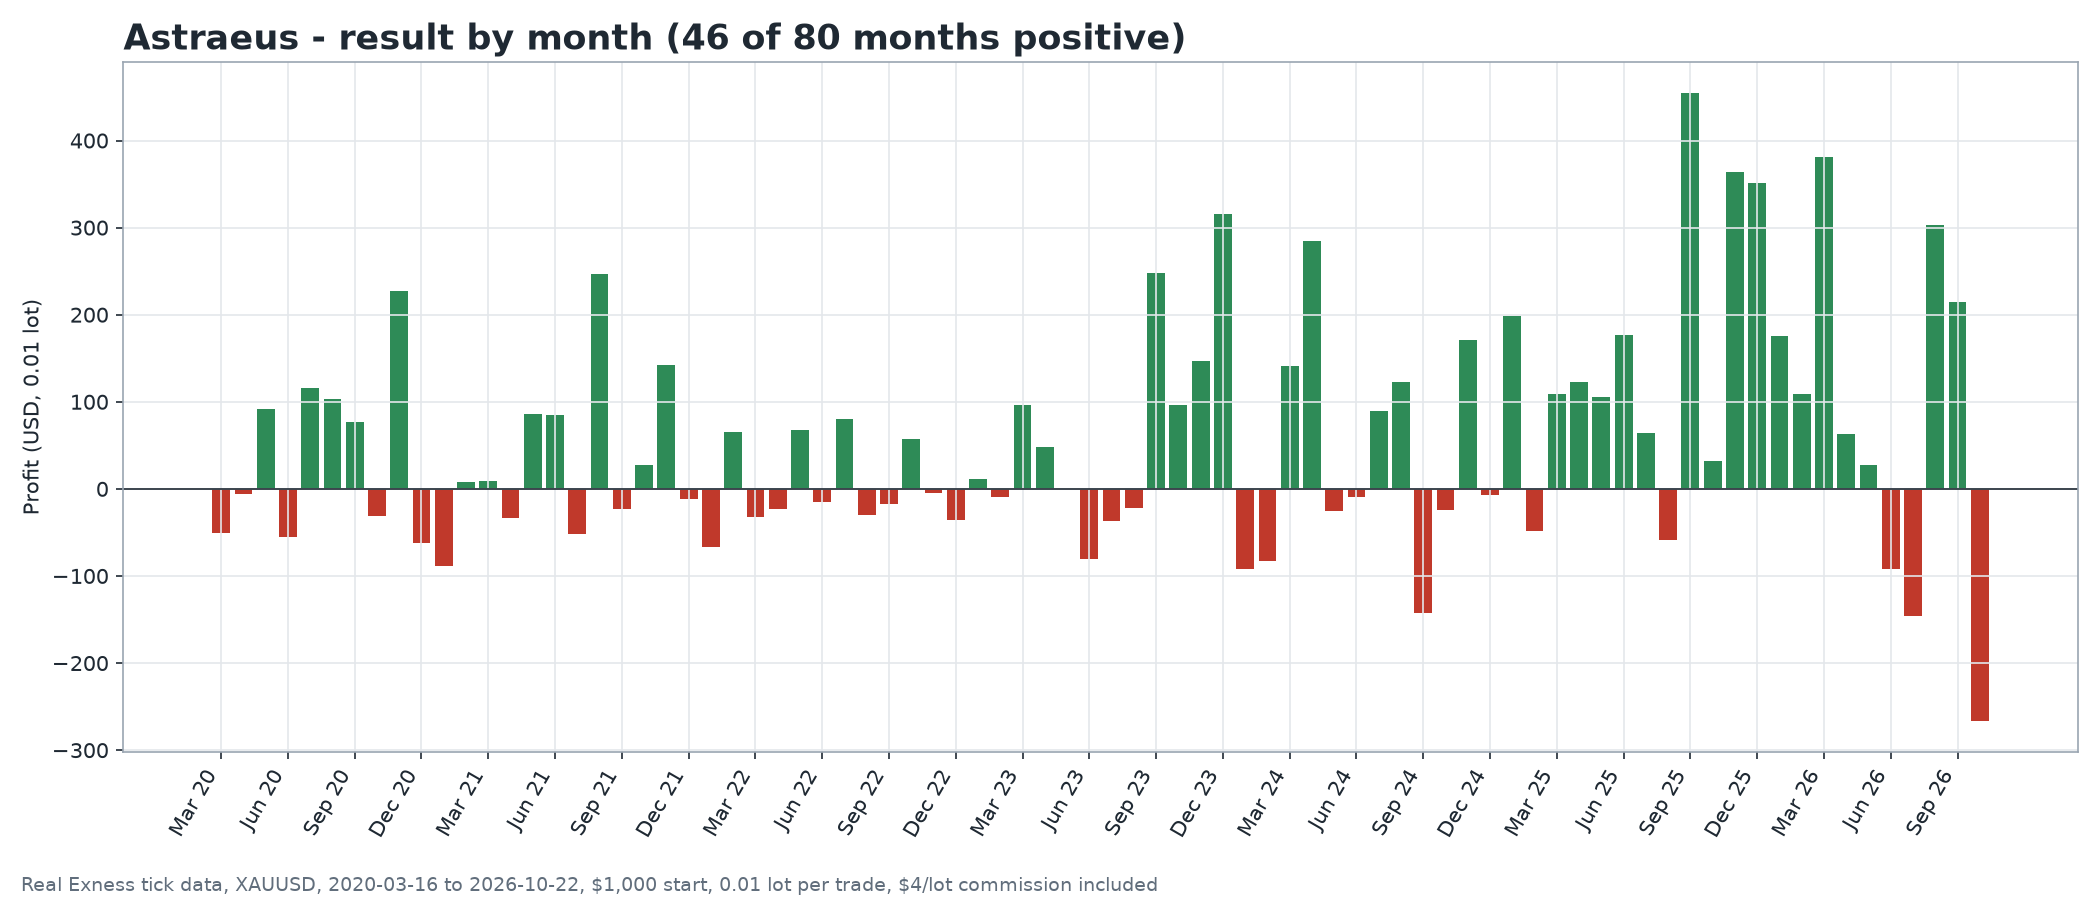 Astraeus - result by month (46 of 80 months positive)
Profit (USD, 0.01 lot)
400
300
200
100
0
−100
−200
−300
Mar 20
Jun 20
Sep 20
Dec 20
Mar 21
Jun 21
Sep 21
Dec 21
Mar 22
Jun 22
Sep 22
Dec 22
Mar 23
Jun 23
Sep 23
Dec 23
Mar 24
Jun 24
Sep 24
Dec 24
Mar 25
Jun 25
Sep 25
Dec 25
Mar 26
Jun 26
Sep 26
Real Exness tick data, XAUUSD, 2020-03-16 to 2026-10-22, $1,000 start, 0.01 lot per trade, $4/lot commission included